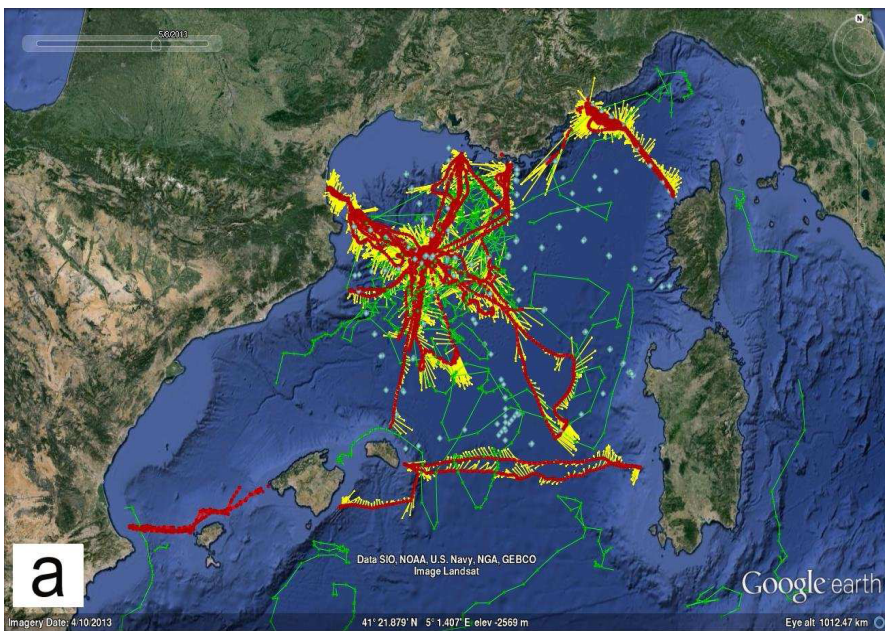 5/8/2013
N
a
Data SIO, NOAA, U.S. Navy, NGA, GEBCO
Image Landsat
Google earth
Imagery Date: 4/10/2013
41° 21.879' N 5° 1.407' E elev -2569 m
Eye alt 1012.47 km